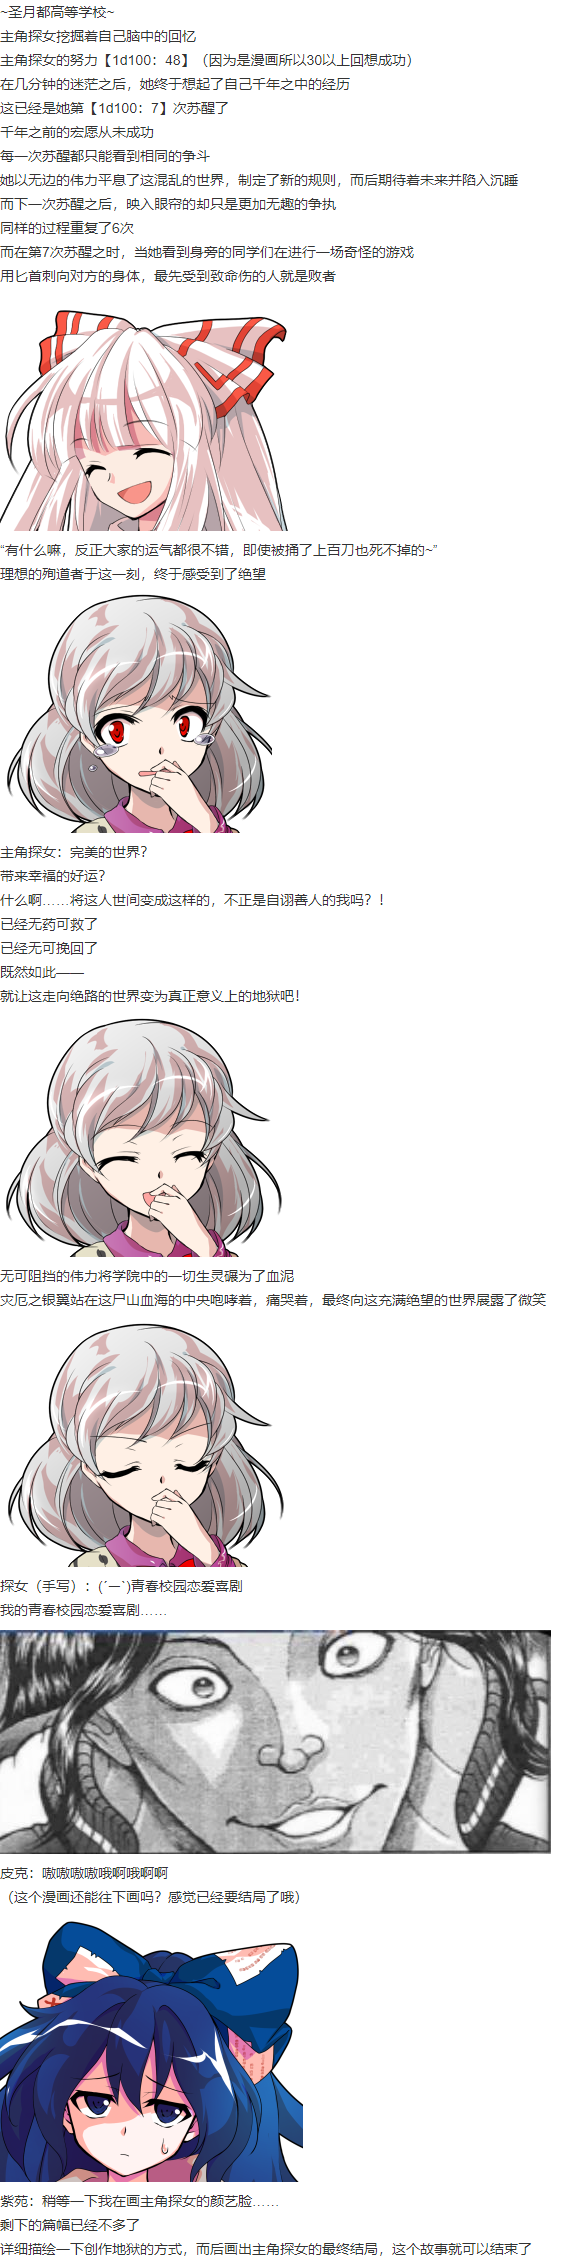 ~圣月都高等学校~
主角探女挖掘着自己脑中的回忆
主角探女的努力【1d100：48】（因为是漫画所以30以上回想成功）
在几分钟的迷茫之后，她终于想起了自己千年之中的经历
这已经是她第【1d100：7】次苏醒了
千年之前的宏愿从未成功
每一次苏醒都只能看到相同的争斗
她以无边的伟力平息了这混乱的世界，制定了新的规则，而后期待着未来并陷入沉睡
而下一次苏醒之后，映入眼帘的却只是更加无趣的争执
同样的过程重复了6次
而在第7次苏醒之时，当她看到身旁的同学们在进行一场奇怪的游戏
用匕首刺向对方的身体，最先受到致命伤的人就是败者
“有什么嘛，反正大家的运气都很不错，即使被捅了上百刀也死不掉的~”
理想的殉道者于这一刻，终于感受到了绝望
主角探女：完美的世界？
带来幸福的好运？
什么啊……将这人世间变成这样的，不正是自诩善人的我吗？！
已经无药可救了
已经无可挽回了
既然如此——
就让这走向绝路的世界变为真正意义上的地狱吧！
无可阻挡的伟力将学院中的一切生灵碾为了血泥
灾厄之银翼站在这尸山血海的中央咆哮着，痛哭着，最终向这充满绝望的世界展露了微笑
探女（手写）：(´ー`)青春校园恋爱喜剧
我的青春校园恋爱喜剧……
皮克：嗷嗷嗷嗷哦啊哦啊啊
（这个漫画还能往下画吗？感觉已经要结局了哦）
紫苑：稍等一下我在画主角探女的颜艺脸……
剩下的篇幅已经不多了
详细描绘一下创作地狱的方式，而后画出主角探女的最终结局，这个故事就可以结束了